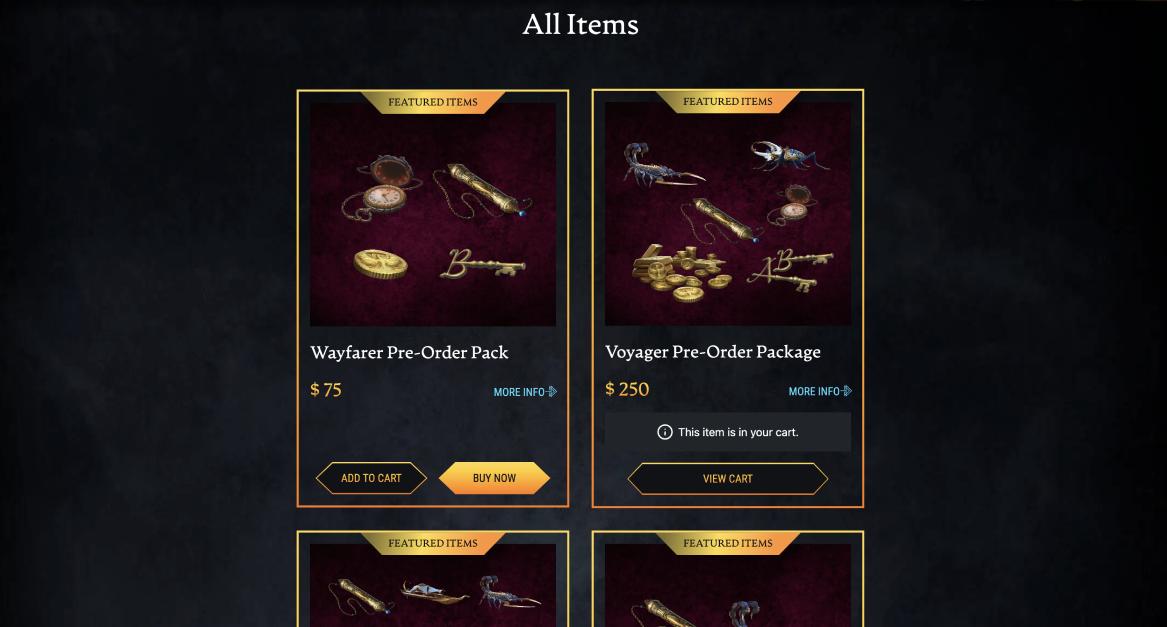 All Items
FEATURED ITEMS
Wayfarer Pre-Order Pack
$ 75
MORE INFO
ADD TO CART
BUY NOW
FEATURED ITEMS
Voyager Pre-Order Package
$ 250
MORE INFO
This item is in your cart.
VIEW CART
FEATURED ITEMS
FEATURED ITEMS